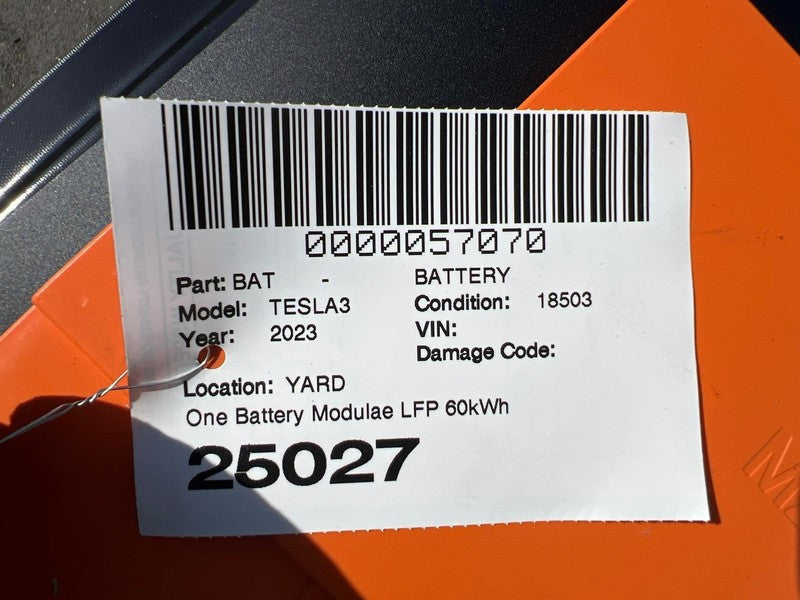 0000057070
Part: BAT - BATTERY
Model: TESLA3 Condition: 18503
Year: 2023 VIN:
Damage Code:
Location: YARD
One Battery Modulae LFP 60kWh
25027